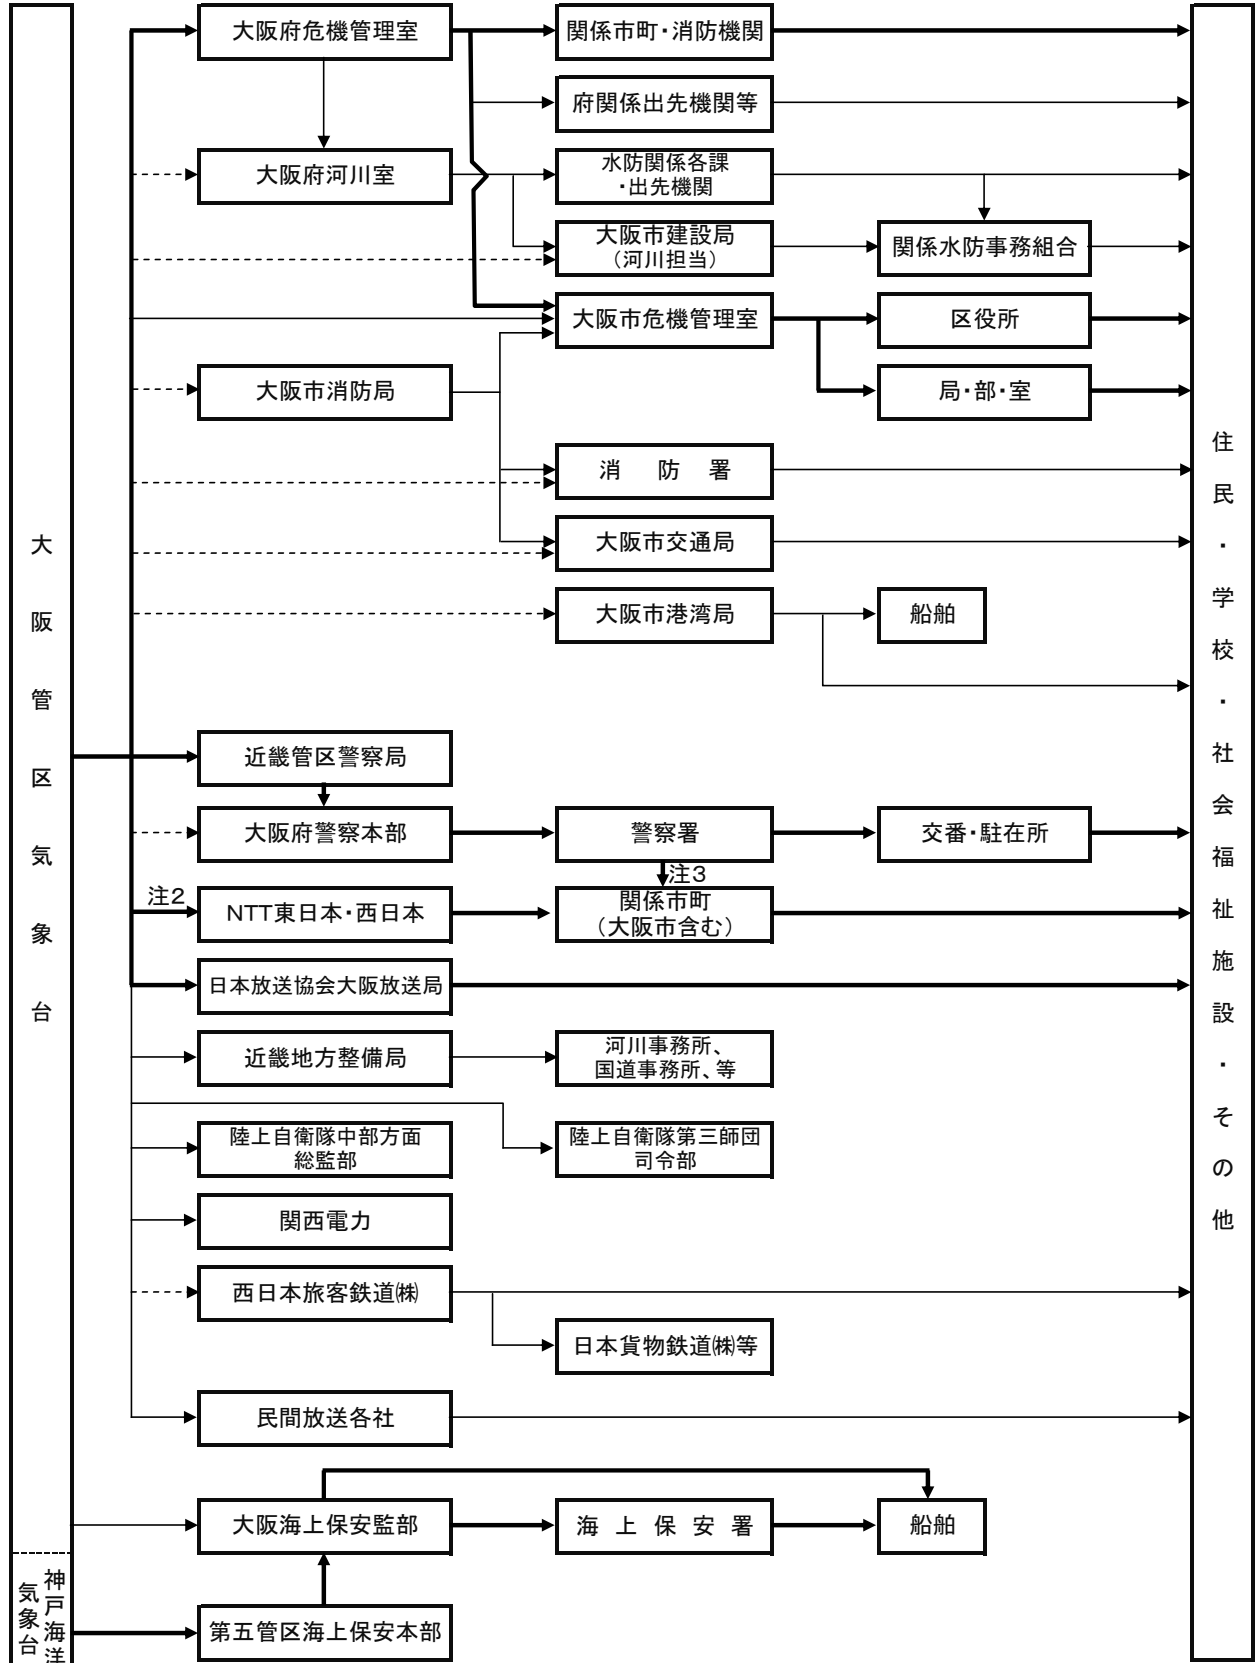 大阪管区気象台
神戸海洋
気象台
大阪府危機管理室
関係市町・消防機関
府関係出先機関等
大阪府河川室
水防関係各課
・出先機関
大阪市建設局
（河川担当）
関係水防事務組合
大阪市危機管理室
区役所
大阪市消防局
局・部・室
消防署
大阪市交通局
大阪市港湾局
船舶
近畿管区警察局
大阪府警察本部
警察署
交番・駐在所
注2
注3
NTT東日本・西日本
関係市町
（大阪市含む）
日本放送協会大阪放送局
近畿地方整備局
河川事務所、
国道事務所、等
陸上自衛隊中部方面
総監部
陸上自衛隊第三師団
司令部
関西電力
西日本旅客鉄道㈱
日本貨物鉄道㈱等
民間放送各社
大阪海上保安監部
海上保安署
船舶
第五管区海上保安本部
住民・学校・社会福祉施設・その他